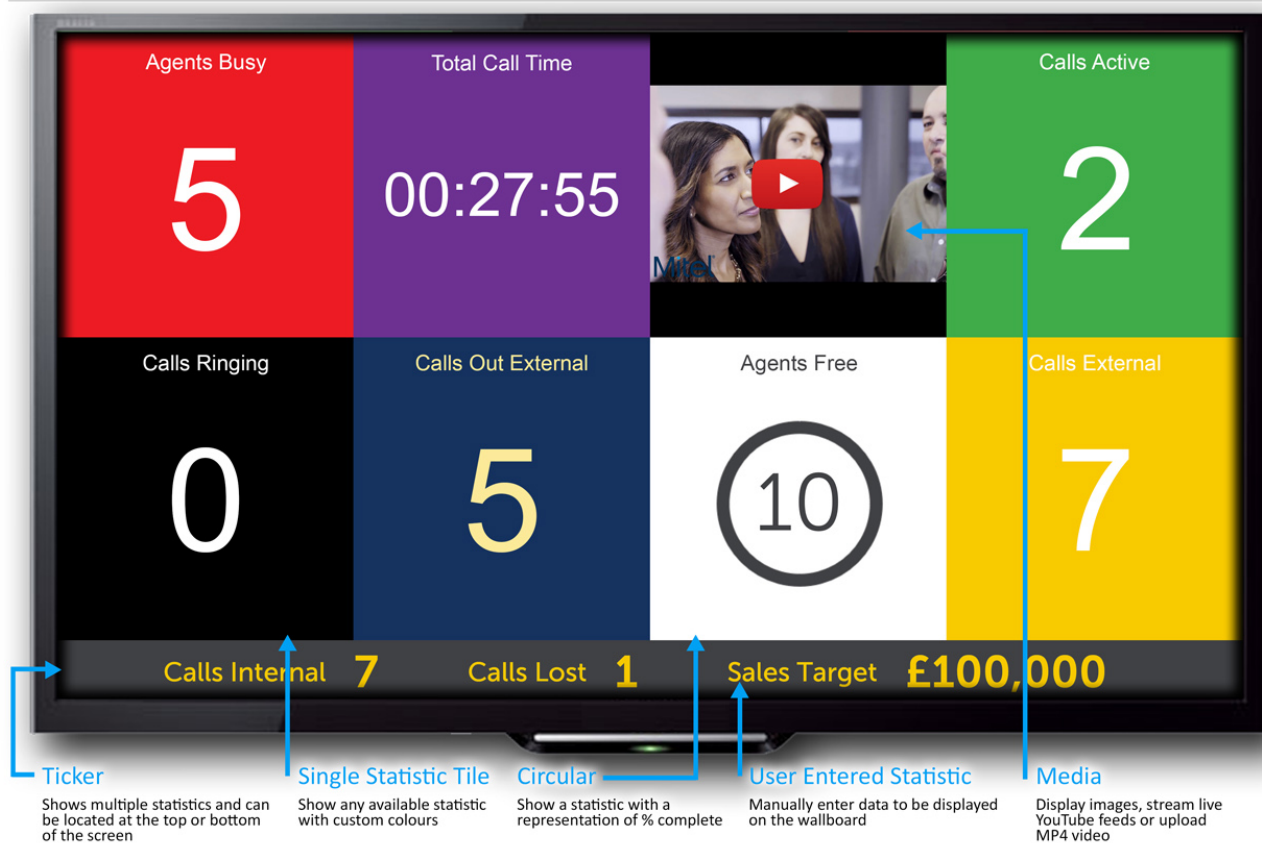 Agents Busy
5
Total Call Time
00:27:55
Mitel
Calls Active
2
Calls Ringing
0
Calls Out External
5
Agents Free
10
Calls External
7
Calls Internal 7 Calls Lost 1 Sales Target £100,000
Ticker
Shows multiple statistics and can
be located at the top or bottom
of the screen
Single Statistic Tile
Show any available statistic
with custom colours
Circular
Show a statistic with a
representation of % complete
User Entered Statistic
Manually enter data to be displayed
on the wallboard
Media
Display images, stream live
YouTube feeds or upload
MP4 video